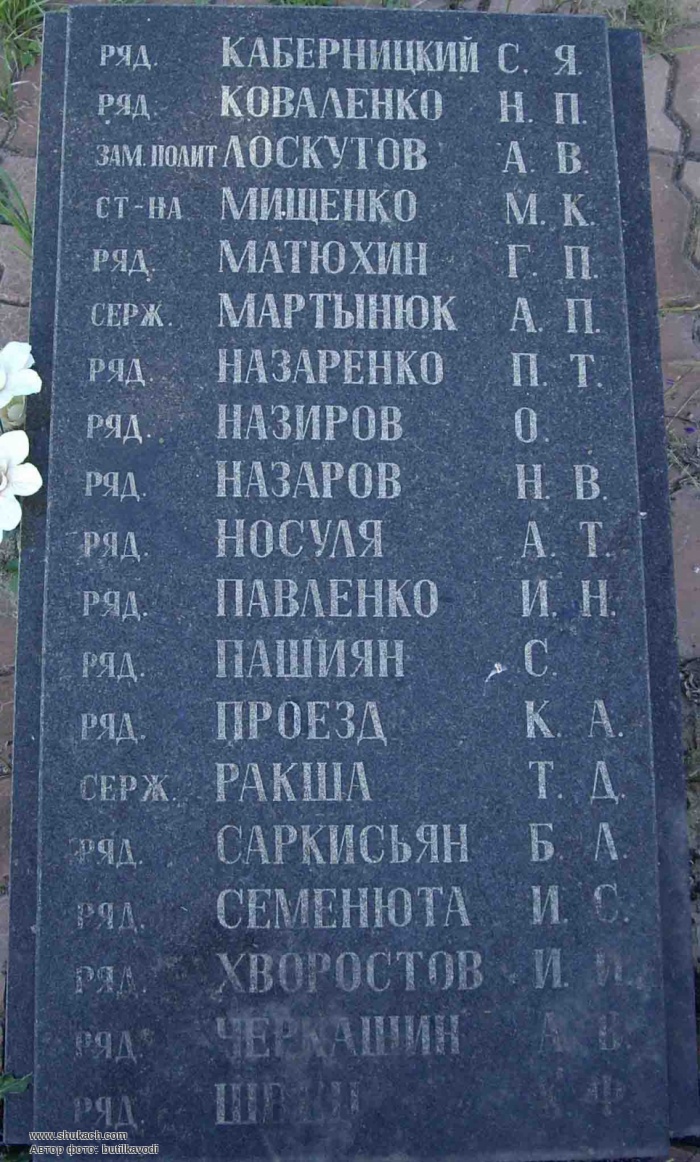 РЯД. КАБЕРНИЦКИЙ С. Я.
РЯД. КОВАЛЕНКО Н. П.
ЗАМ. ПОЛИТ ЛОСКУТОВ А. В.
СТ-НА МИЩЕНКО М. К.
РЯД. МАТЮХИН Г. П.
СЕРЖ. МАРТЫНЮК А. П.
РЯД. НАЗАРЕНКО П. Т.
РЯД. НАЗИРОВ О.
РЯД. НАЗАРОВ Н. В.
РЯД. НОСУЛЯ А. Т.
РЯД. ПАВЛЕНКО И. Н.
РЯД. ПАШИЯН С.
РЯД. ПРОЕЗД К. А.
СЕРЖ. РАКША Т. Д.
РЯД. САРКИСЬЯН Б. А.
РЯД. СЕМЕНЮТА И. С.
РЯД. ХВОРОСТОВ И. И.
РЯД. ЧЕРКАШИН А. В.
РЯД. Ф.
www.shukach.com
Автор фото: butilkavodi